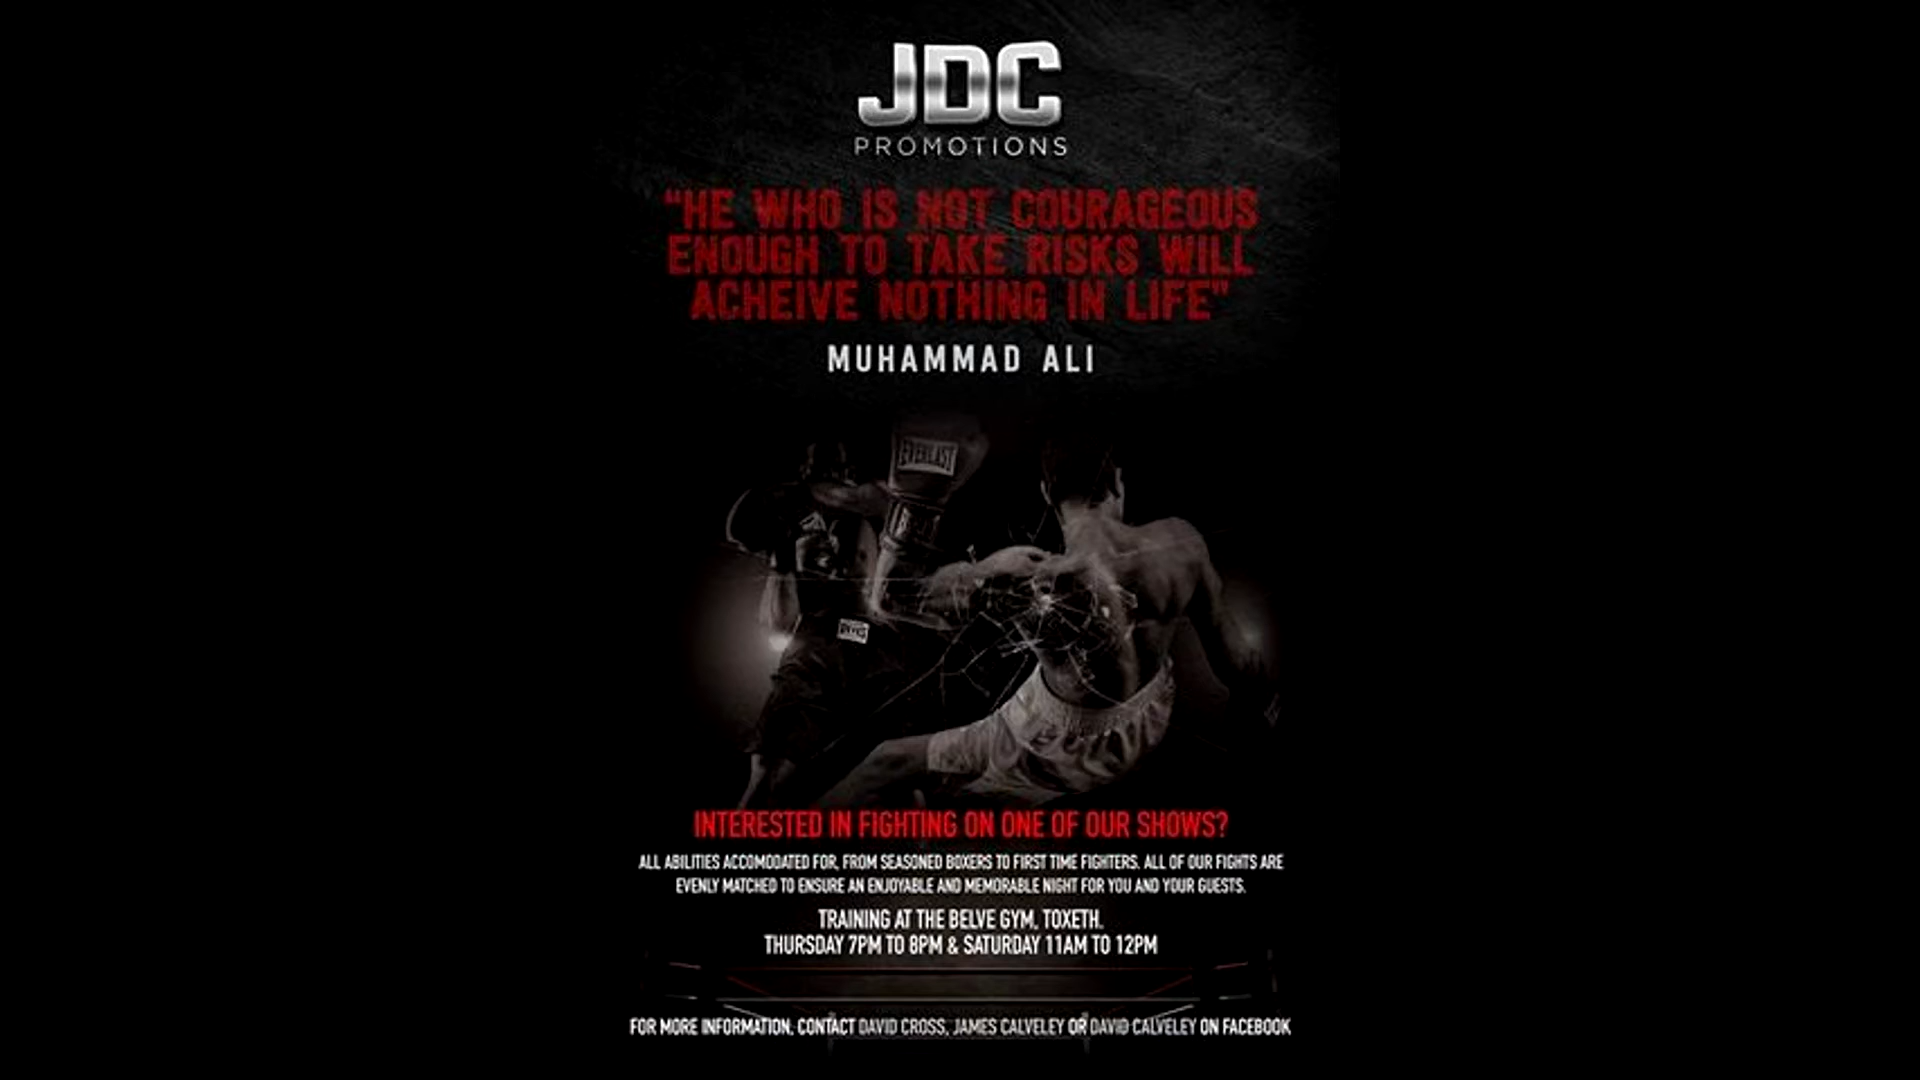 JDC
PROMOTIONS
“HE WHO IS NOT COURAGEOUS
ENOUGH TO TAKE RISKS WILL
ACHEIVE NOTHING IN LIFE"
MUHAMMAD ALI
EVERLAST
INTERESTED IN FIGHTING ON ONE OF OUR SHOWS?
ALL ABILITIES ACCOMODATED FOR, FROM SEASONED BOXERS TO FIRST TIME FIGHTERS. ALL OF OUR FIGHTS ARE
EVENLY MATCHED TO ENSURE AN ENJOYABLE AND MEMORABLE NIGHT FOR YOU AND YOUR GUESTS.
TRAINING AT THE BELVE GYM, TOXETH.
THURSDAY 7PM TO 8PM & SATURDAY 11AM TO 12PM
FOR MORE INFORMATION, CONTACT DAVID CROSS, JAMES CALVELEY OR DAVID CALVELEY ON FACEBOOK